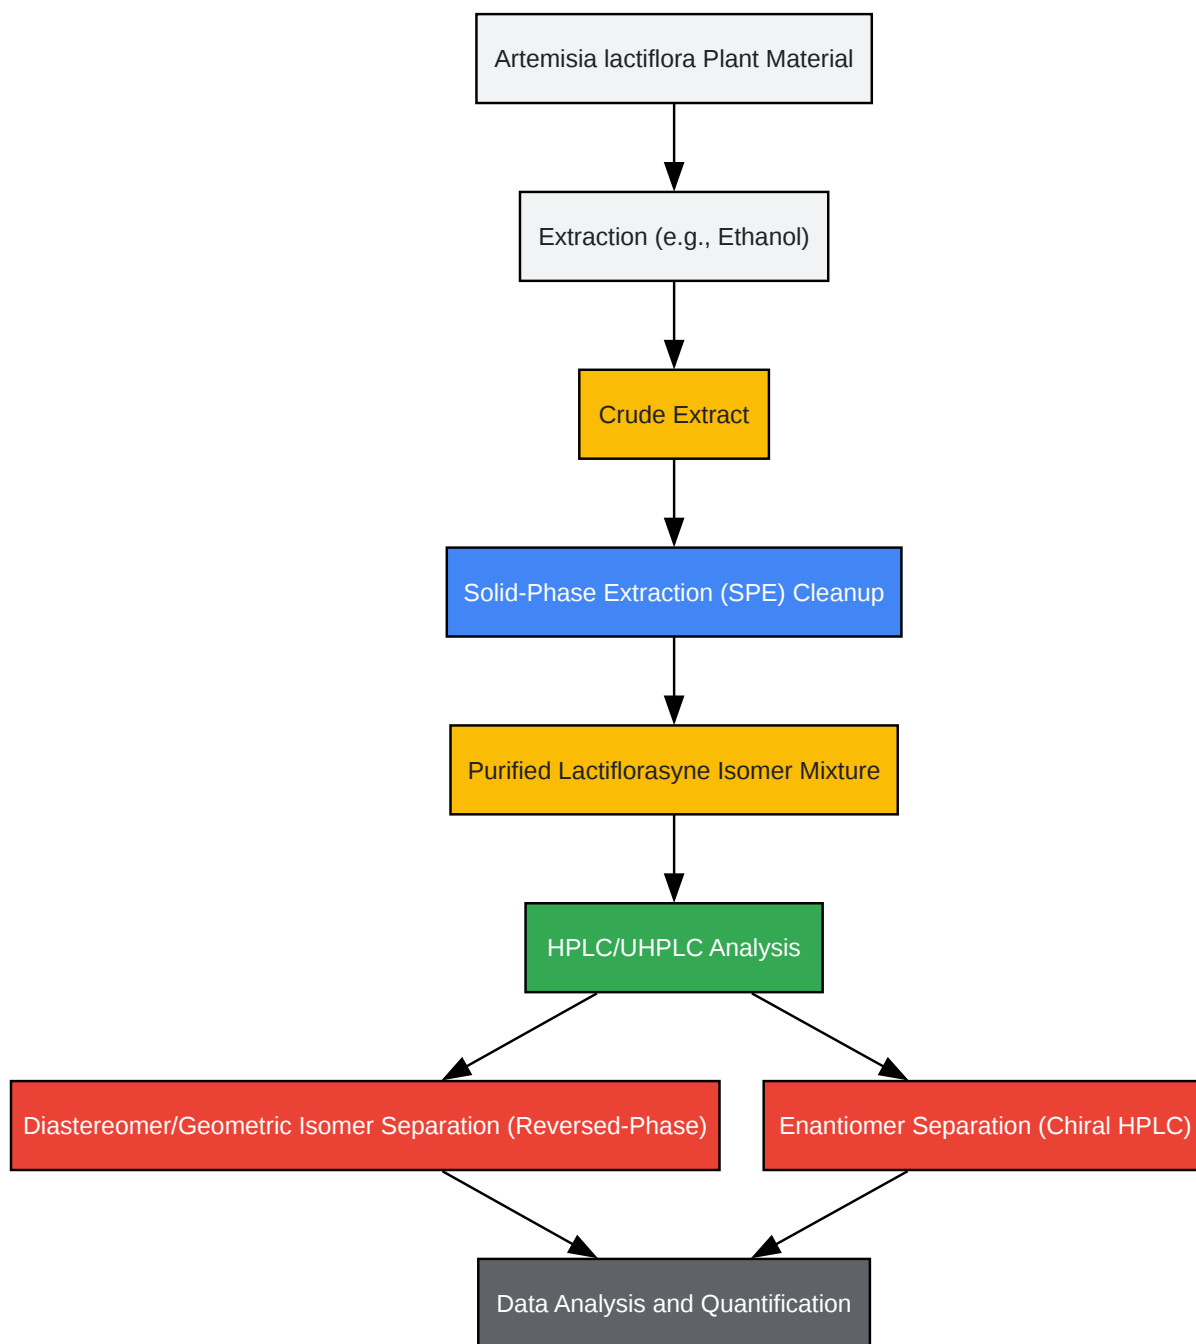 Artemisia lactiflora Plant Material
Extraction (e.g., Ethanol)
Crude Extract
Solid-Phase Extraction (SPE) Cleanup
Purified Lactiflorasyne Isomer Mixture
HPLC/UHPLC Analysis
Diastereomer/Geometric Isomer Separation (Reversed-Phase)
Enantiomer Separation (Chiral HPLC)
Data Analysis and Quantification